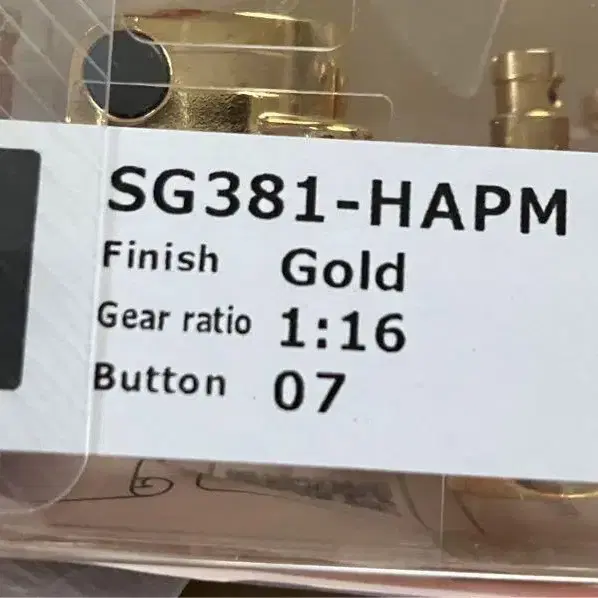 SG381-HAPM
Finish Gold
Gear ratio 1:16
Button 07